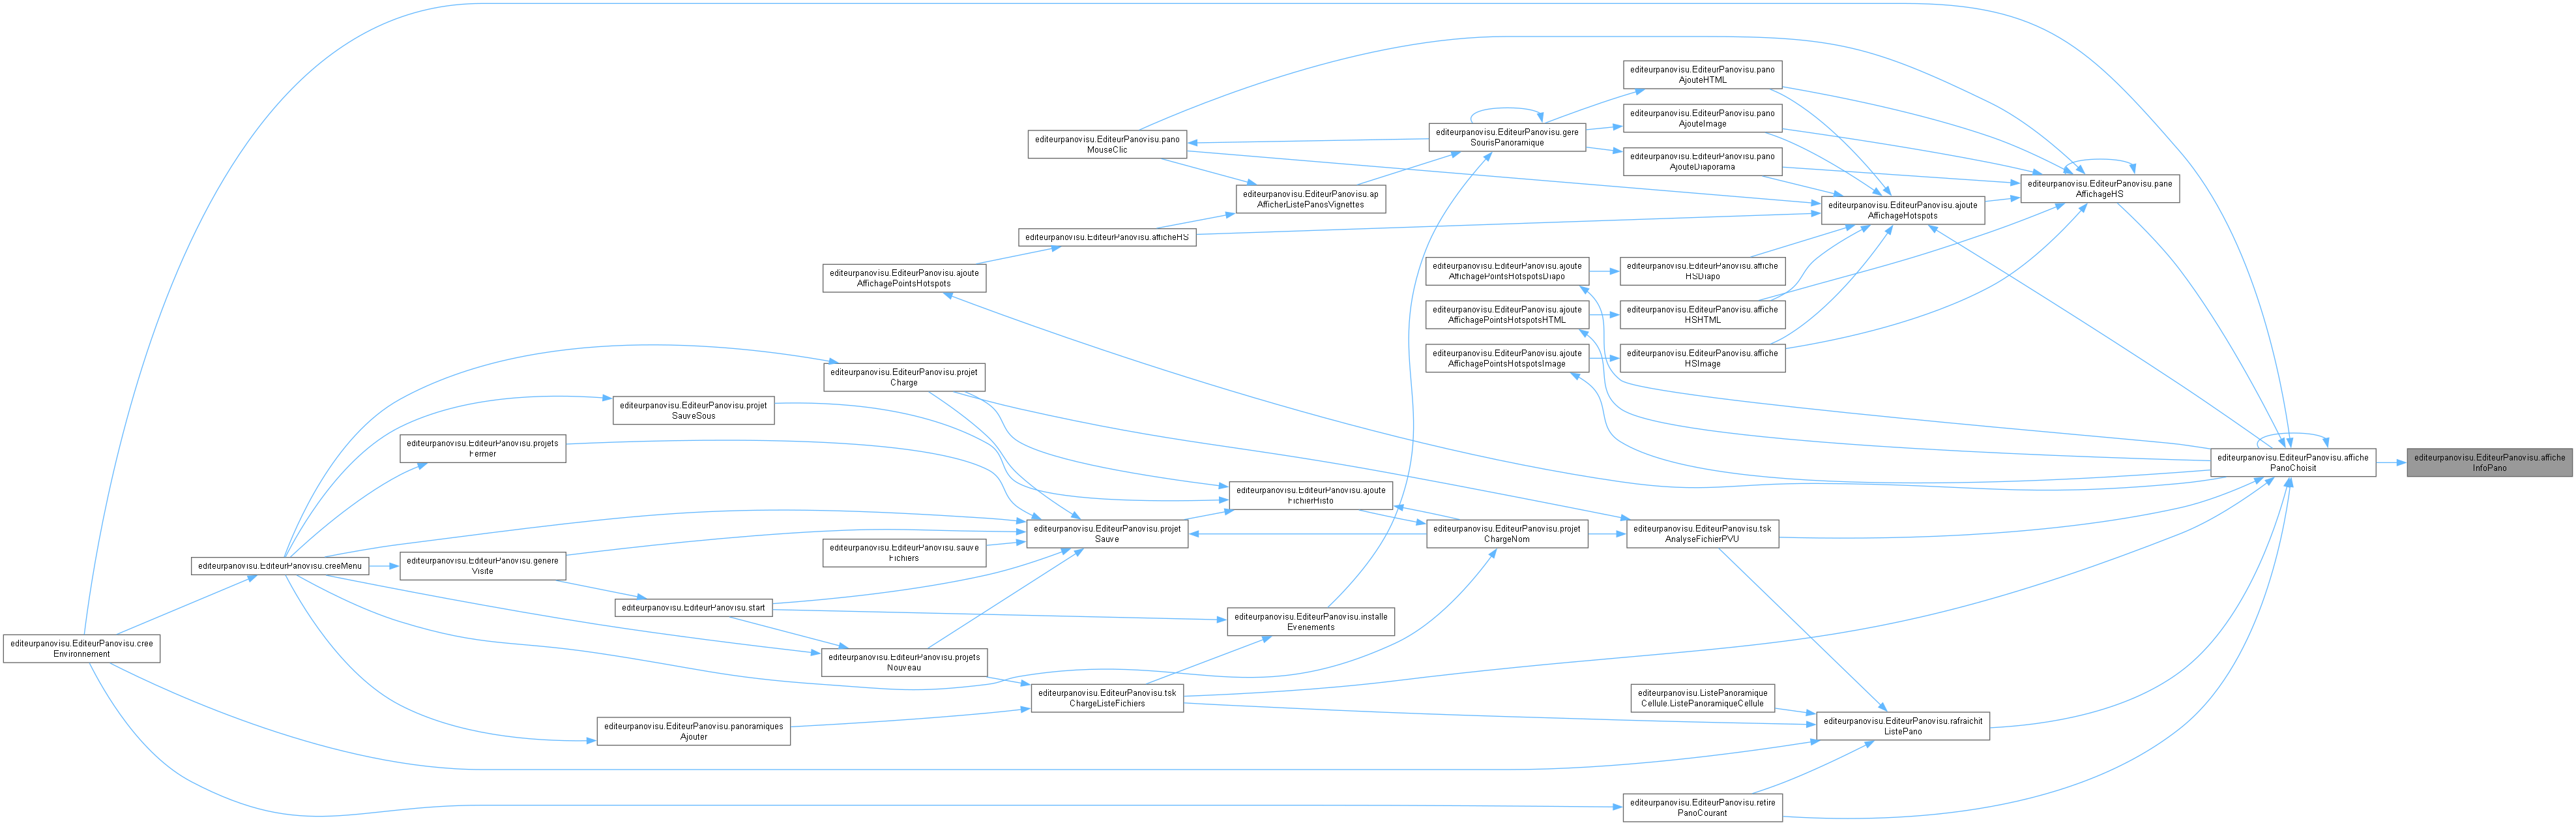 editeurpanovisu.EditeurPanovisu.pano
AjouteHTML
editeurpanovisu.EditeurPanovisu.pano
AjouteImage
editeurpanovisu.EditeurPanovisu.gere
SourisPanoramique
editeurpanovisu.EditeurPanovisu.pano
MouseClic
editeurpanovisu.EditeurPanovisu.pano
AjouteDiaporama
editeurpanovisu.EditeurPanovisu.pane
AffichageHS
editeurpanovisu.EditeurPanovisu.ap
AfficherListePanosVignettes
editeurpanovisu.EditeurPanovisu.ajoute
AffichageHotspots
editeurpanovisu.EditeurPanovisu.afficheHS
editeurpanovisu.EditeurPanovisu.ajoute
AffichagePointsHotspots
editeurpanovisu.EditeurPanovisu.ajoute
AffichagePointsHotspotsDiapo
editeurpanovisu.EditeurPanovisu.affiche
HSDiapo
editeurpanovisu.EditeurPanovisu.ajoute
AffichagePointsHotspotsHTML
editeurpanovisu.EditeurPanovisu.affiche
HSHTML
editeurpanovisu.EditeurPanovisu.ajoute
AffichagePointsHotspotsImage
editeurpanovisu.EditeurPanovisu.affiche
HSImage
editeurpanovisu.EditeurPanovisu.projet
Charge
editeurpanovisu.EditeurPanovisu.projet
SauveSous
editeurpanovisu.EditeurPanovisu.projets
Fermer
editeurpanovisu.EditeurPanovisu.affiche
PanoChoisit
editeurpanovisu.EditeurPanovisu.affiche
InfoPano
editeurpanovisu.EditeurPanovisu.ajoute
FichierHisto
editeurpanovisu.EditeurPanovisu.projet
Sauve
editeurpanovisu.EditeurPanovisu.projet
ChargeNom
editeurpanovisu.EditeurPanovisu.tsk
AnalyseFichierPVU
editeurpanovisu.EditeurPanovisu.sauve
Fichiers
editeurpanovisu.EditeurPanovisu.creeMenu
editeurpanovisu.EditeurPanovisu.genere
Visite
editeurpanovisu.EditeurPanovisu.start
editeurpanovisu.EditeurPanovisu.installe
Evenements
editeurpanovisu.EditeurPanovisu.cree
Environnement
editeurpanovisu.EditeurPanovisu.projets
Nouveau
editeurpanovisu.EditeurPanovisu.tsk
ChargeListeFichiers
editeurpanovisu.ListePanoramique
Cellule.ListePanoramiqueCellule
editeurpanovisu.EditeurPanovisu.panoramiques
Ajouter
editeurpanovisu.EditeurPanovisu.rafraichit
ListePano
editeurpanovisu.EditeurPanovisu.retire
PanoCourant